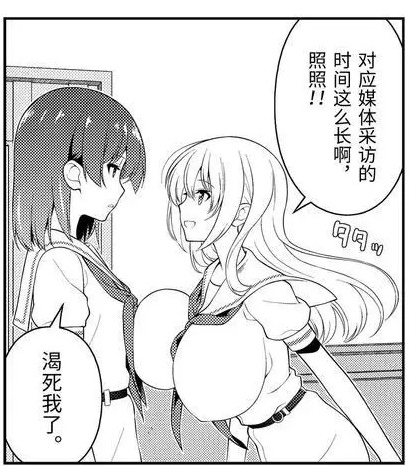 对应媒体采访的
时间这么长啊，
照照!!
タタッ
渴死我了。